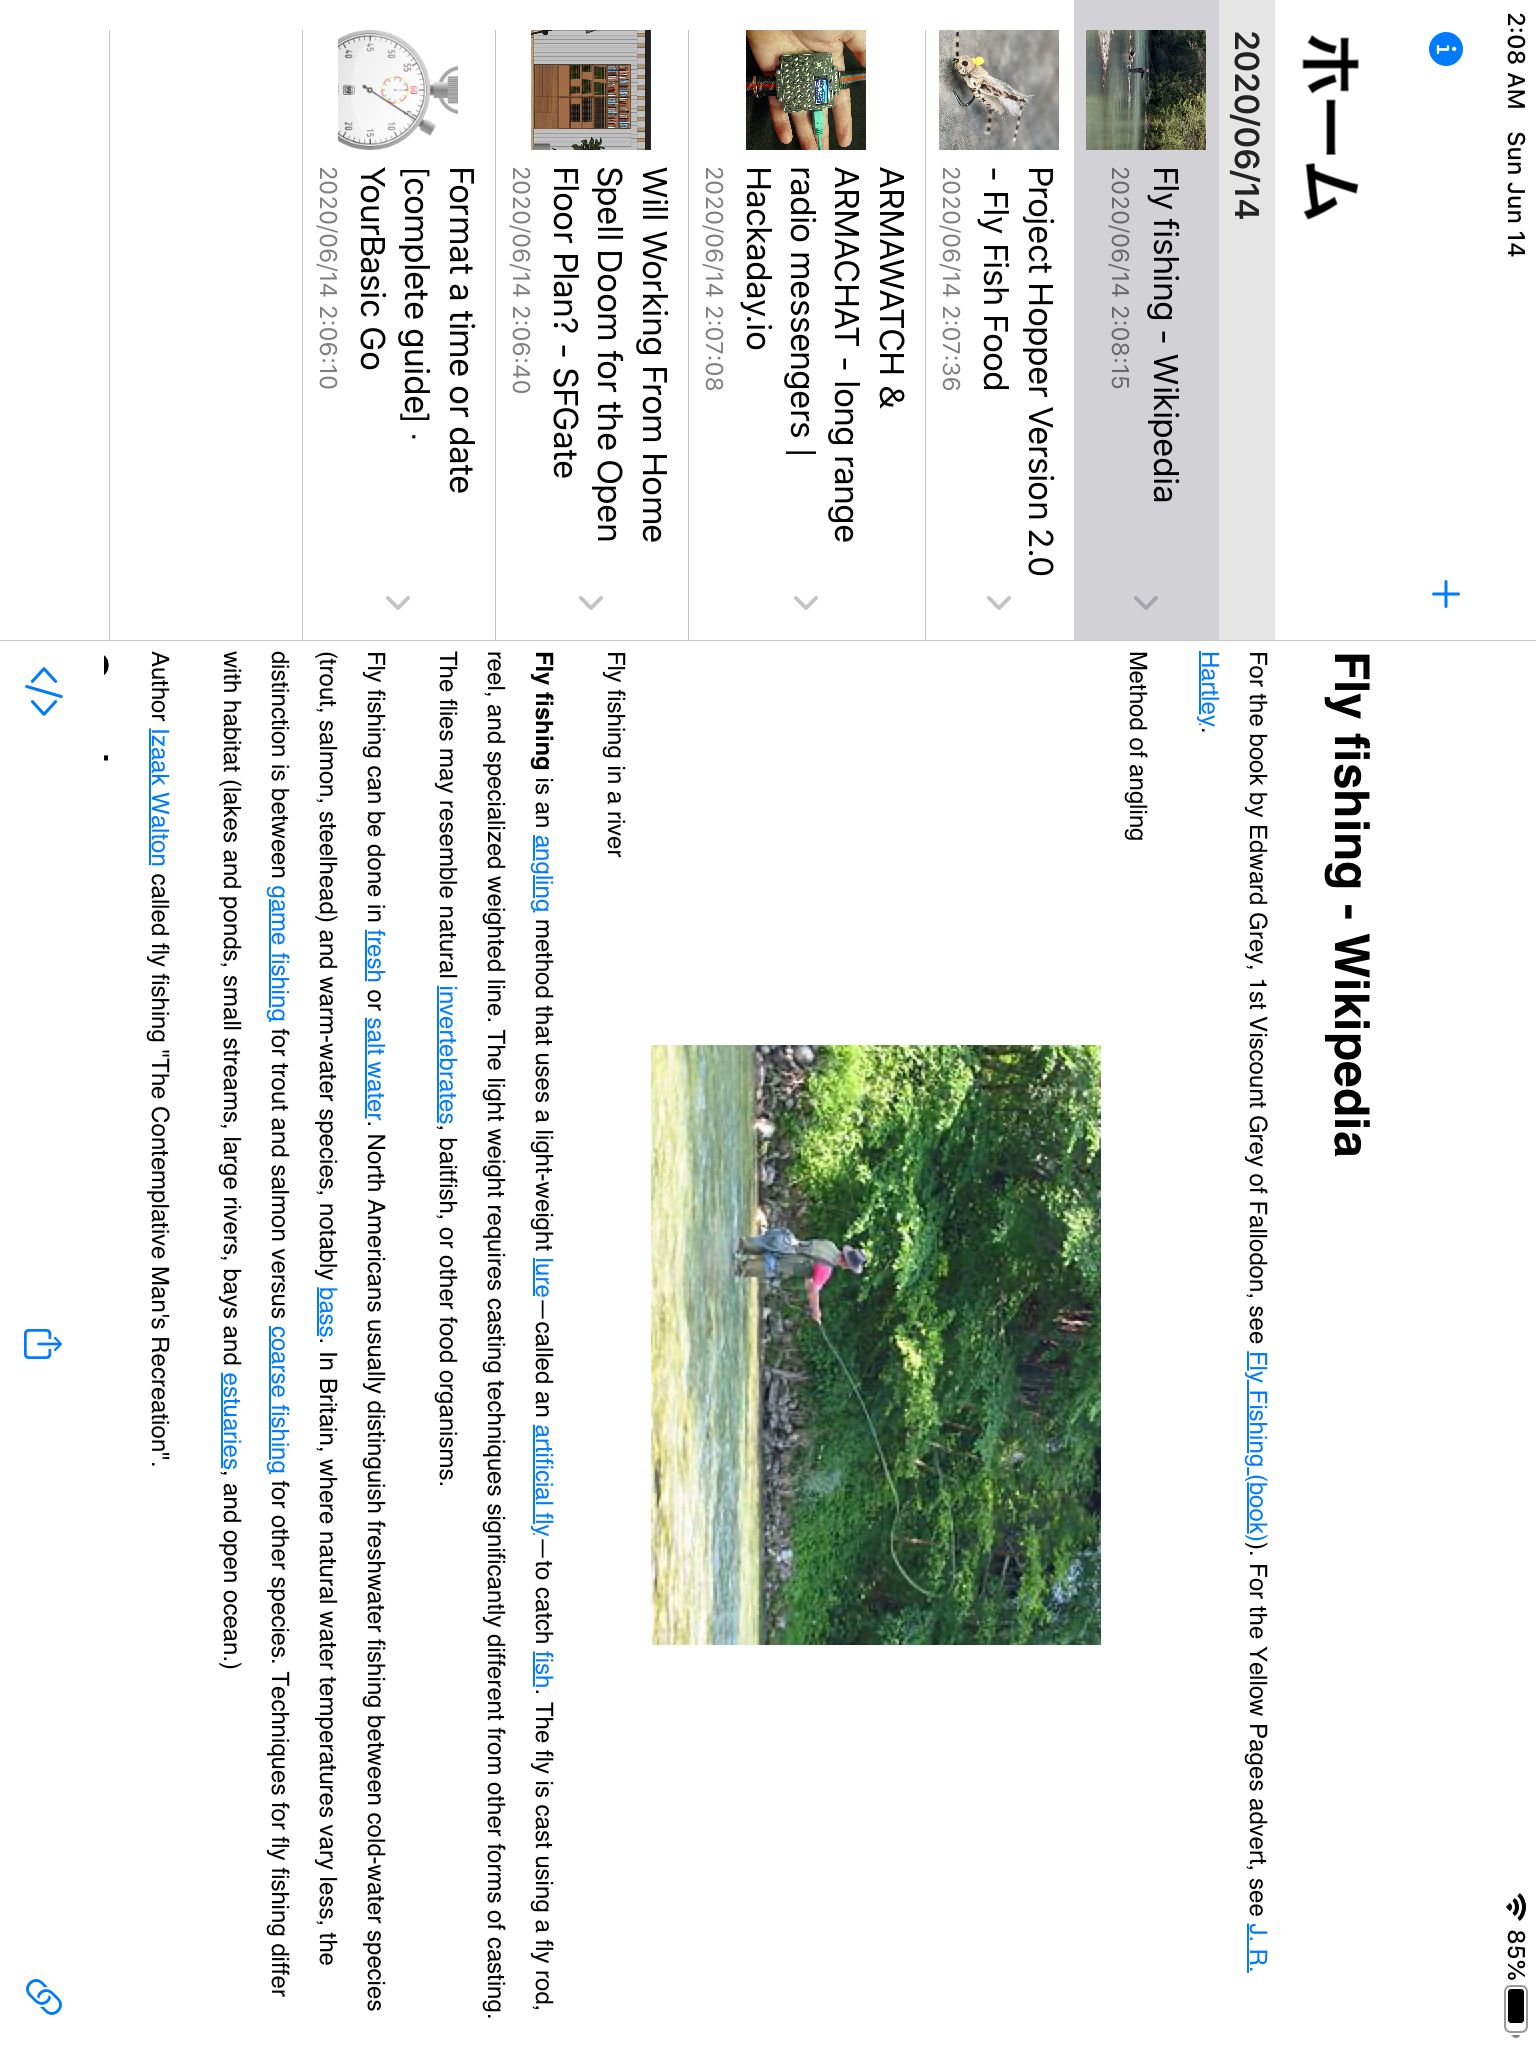 2:08 AM Sun Jun 14
85%
ホーム
2020/06/14
Fly fishing - Wikipedia
2020/06/14 2:08:15
Project Hopper Version 2.0
- Fly Fish Food
2020/06/14 2:07:36
ARMAWATCH &
ARMACHAT - long range
radio messengers |
Hackaday.io
2020/06/14 2:07:08
Will Working From Home
Spell Doom for the Open
Floor Plan? - SFGate
2020/06/14 2:06:40
Format a time or date
[complete guide] ·
YourBasic Go
2020/06/14 2:06:10
Fly fishing - Wikipedia
For the book by Edward Grey, 1st Viscount Grey of Fallodon, see Fly Fishing (book)). For the Yellow Pages advert, see J. R.
Hartley.
Method of angling
Fly fishing in a river
Fly fishing is an angling method that uses a light-weight lure—called an artificial fly—to catch fish. The fly is cast using a fly rod,
reel, and specialized weighted line. The light weight requires casting techniques significantly different from other forms of casting.
The flies may resemble natural invertebrates, baitfish, or other food organisms.
Fly fishing can be done in fresh or salt water. North Americans usually distinguish freshwater fishing between cold-water species
(trout, salmon, steelhead) and warm-water species, notably bass. In Britain, where natural water temperatures vary less, the
distinction is between game fishing for trout and salmon versus coarse fishing for other species. Techniques for fly fishing differ
with habitat (lakes and ponds, small streams, large rivers, bays and estuaries, and open ocean.)
Author Izaak Walton called fly fishing "The Contemplative Man's Recreation".